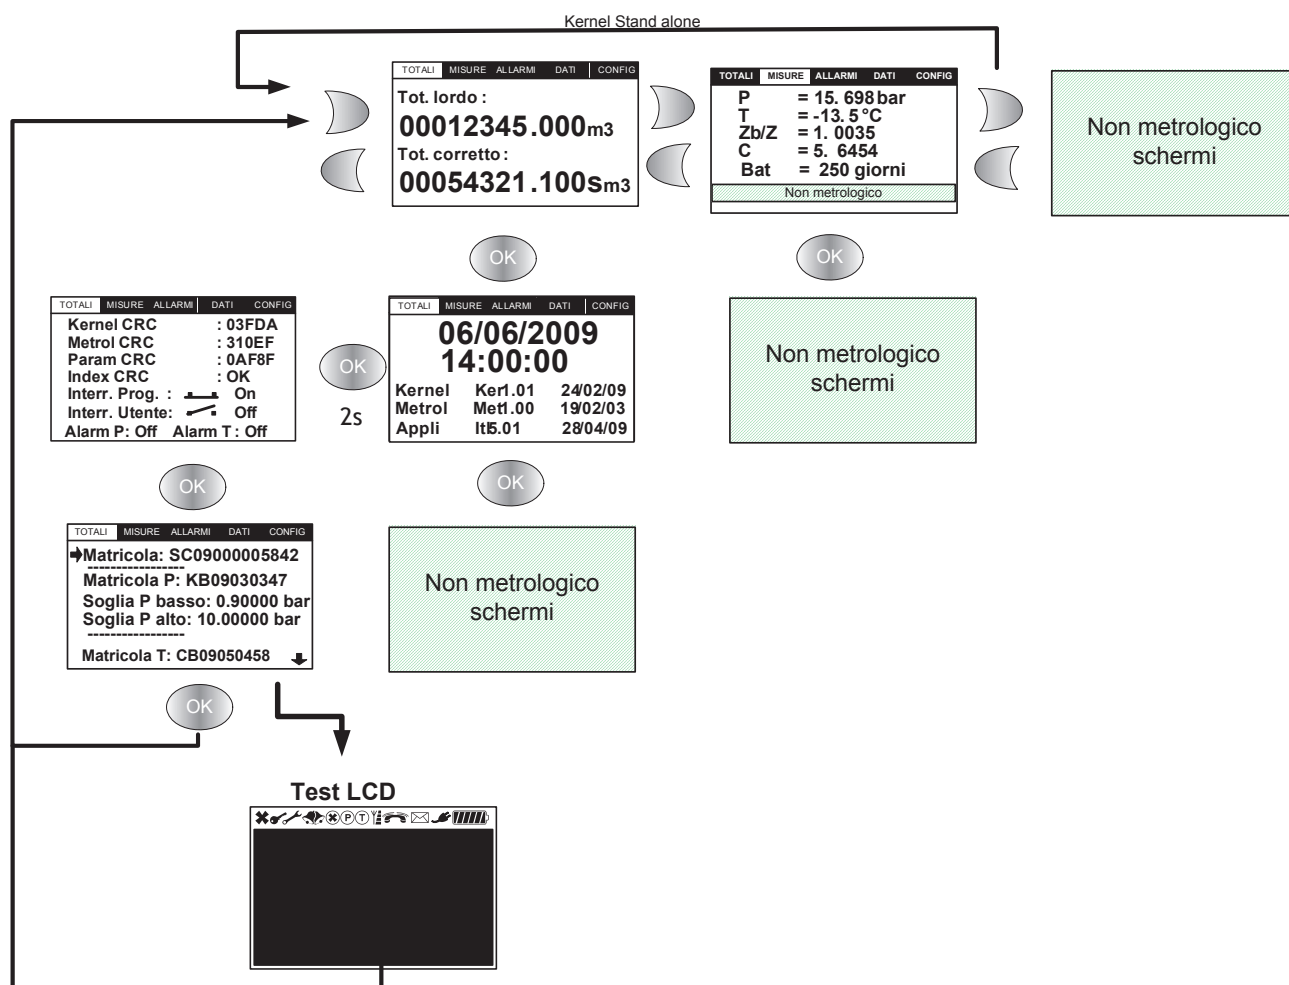 Kernel Stand alone
TOTALI MISURE ALLARMI DATI CONFIG
Tot. lordo :
00012345.000m3
Tot. corretto :
00054321.100sm3
TOTALI MISURE ALLARMI DATI CONFIG
P = 15. 698 bar
T = -13. 5 °C
Zb/Z = 1. 0035
C = 5. 6454
Bat = 250 giorni
Non metrologico
Non metrologico
schermi
OK
OK
TOTALI MISURE ALLARMI DATI CONFIG
Kernel CRC : 03FDA
Metrol CRC : 310EF
Param CRC : 0AF8F
Index CRC : OK
Interr. Prog. : On
Interr. Utente: Off
Alarm P: Off Alarm T : Off
OK
2s
TOTALI MISURE ALLARMI DATI CONFIG
06/06/2009
14:00:00
Kernel Ker1.01 24/02/09
Metrol Met1.00 19/02/03
Appli Itl5.01 28/04/09
Non metrologico
schermi
OK
OK
TOTALI MISURE ALLARMI DATI CONFIG
Matricola: SC09000005842
-----------------
Matricola P: KB09030347
Soglia P basso: 0.90000 bar
Soglia P alto: 10.00000 bar
-----------------
Matricola T: CB09050458
Non metrologico
schermi
OK
Test LCD
P T